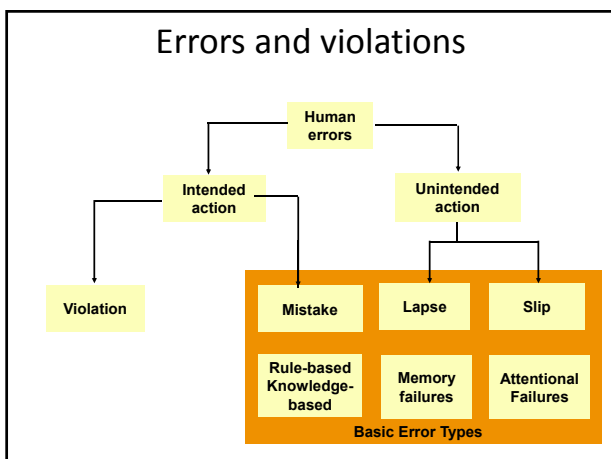 Errors and violations
Human
errors
Intended
action
Unintended
action
Violation
Mistake
Lapse
Slip
Rule-based
Knowledge-
based
Memory
failures
Attentional
Failures
Basic Error Types